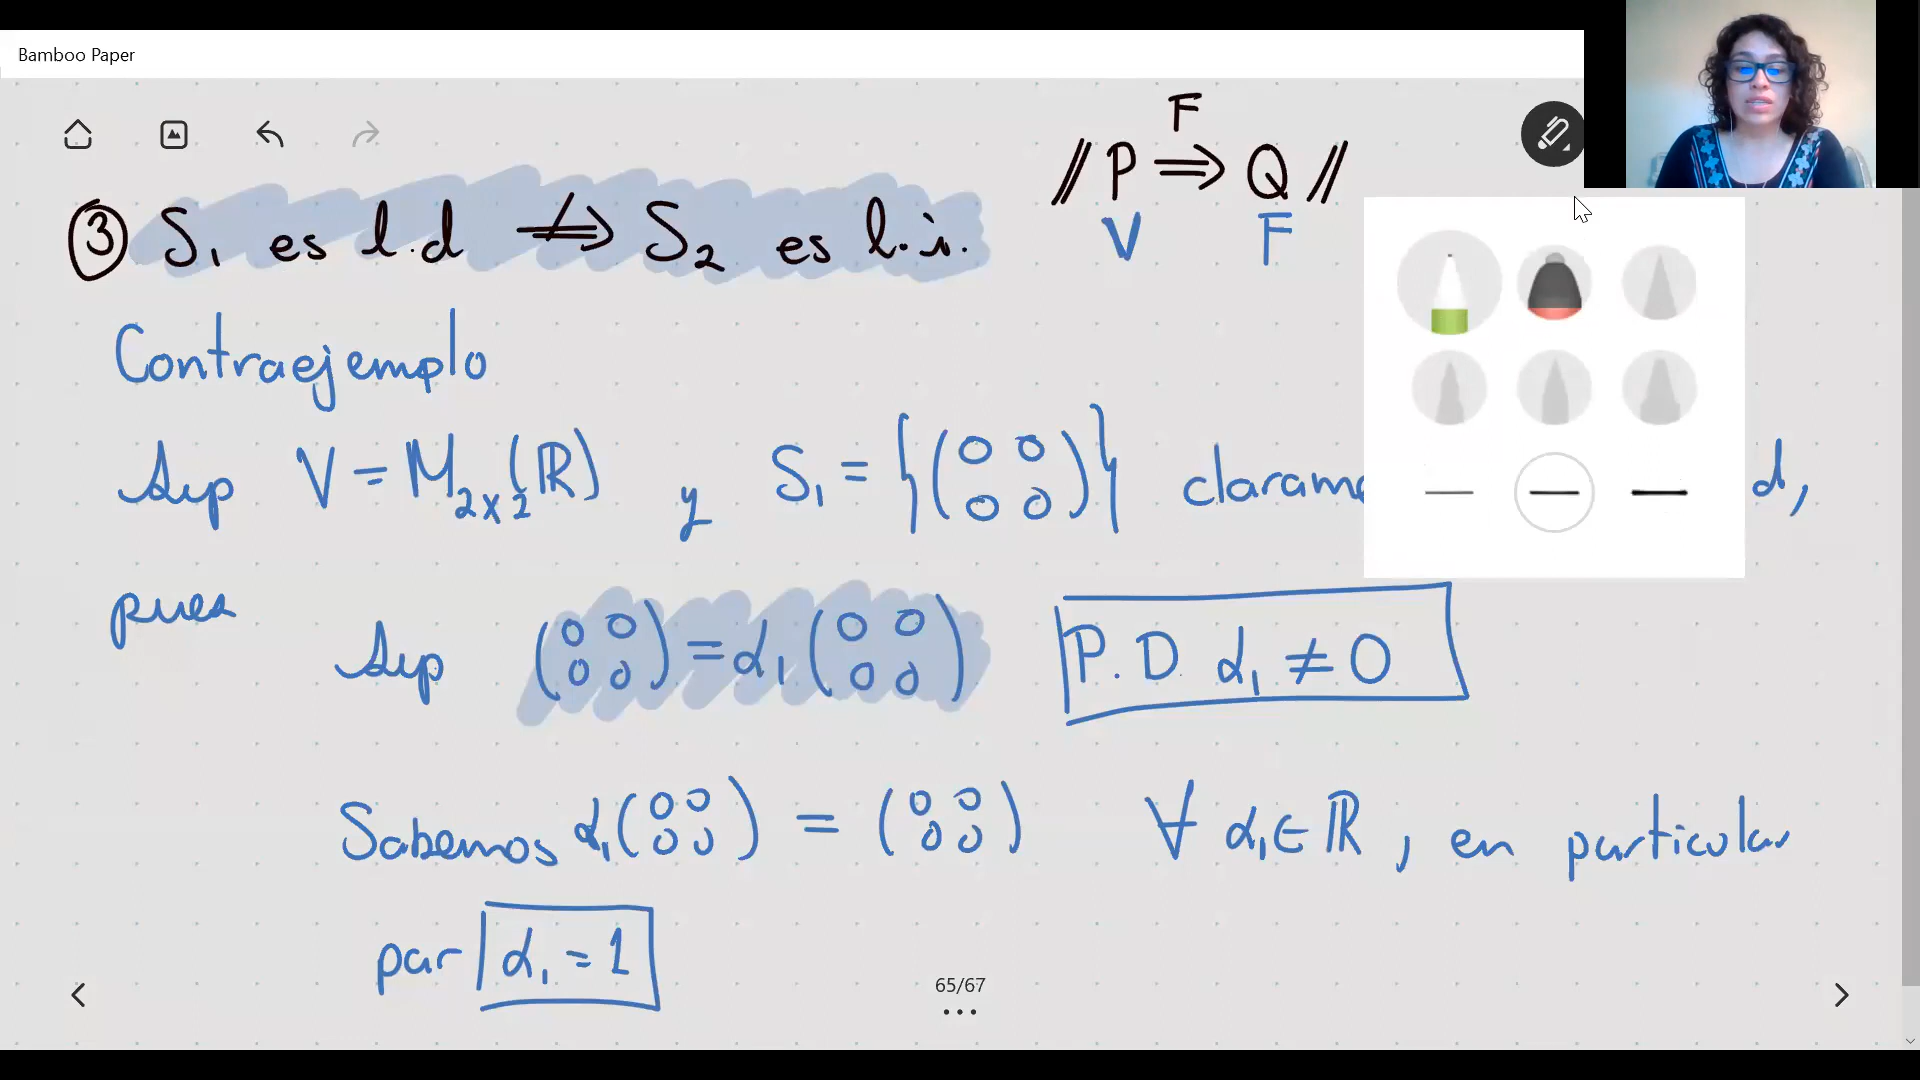 Bamboo Paper
F
// P ⇒ Q //
V F
③ S₁ es l.d ⇏ S₂ es l.i.
Contraejemplo
Sup V = M₂ₓ₂(ℝ) y S₁ = {(0 0
0 0)} d,
pues
Sup (0 0
0 0) = α₁ (0 0
0 0) P.D. α₁ ≠ 0
Sabemos α₁ (0 0
0 0) = (0 0
0 0) ∀ α₁ ∈ ℝ, en particular
par α₁ = 1
65/67